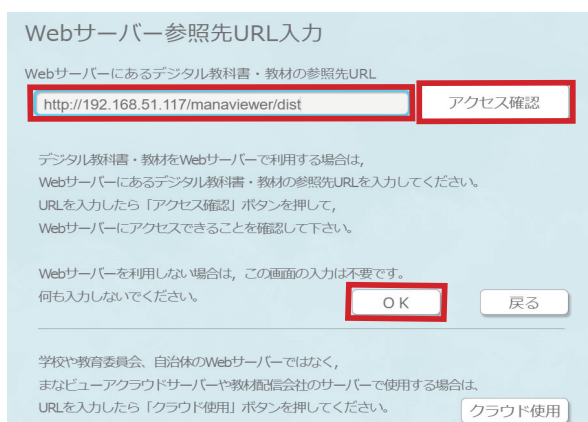 Webサーバー参照先URL入力
Webサーバーにあるデジタル教科書・教材の参照先URL
http://192.168.51.117/manaviewer/dist
アクセス確認
デジタル教科書・教材をWebサーバーで利用する場合は,
Webサーバーにあるデジタル教科書・教材の参照先URLを入力してください。
URLを入力したら「アクセス確認」ボタンを押して,
Webサーバーにアクセスできることを確認して下さい。
Webサーバーを利用しない場合は，この画面の入力は不要です。
何も入力しないでください。
ＯＫ
戻る
学校や教育委員会、自治体のWebサーバーではなく,
まなビューアクラウドサーバーや教材配信会社のサーバーで使用する場合は、
URLを入力したら「クラウド使用」ボタンを押してください。
クラウド使用